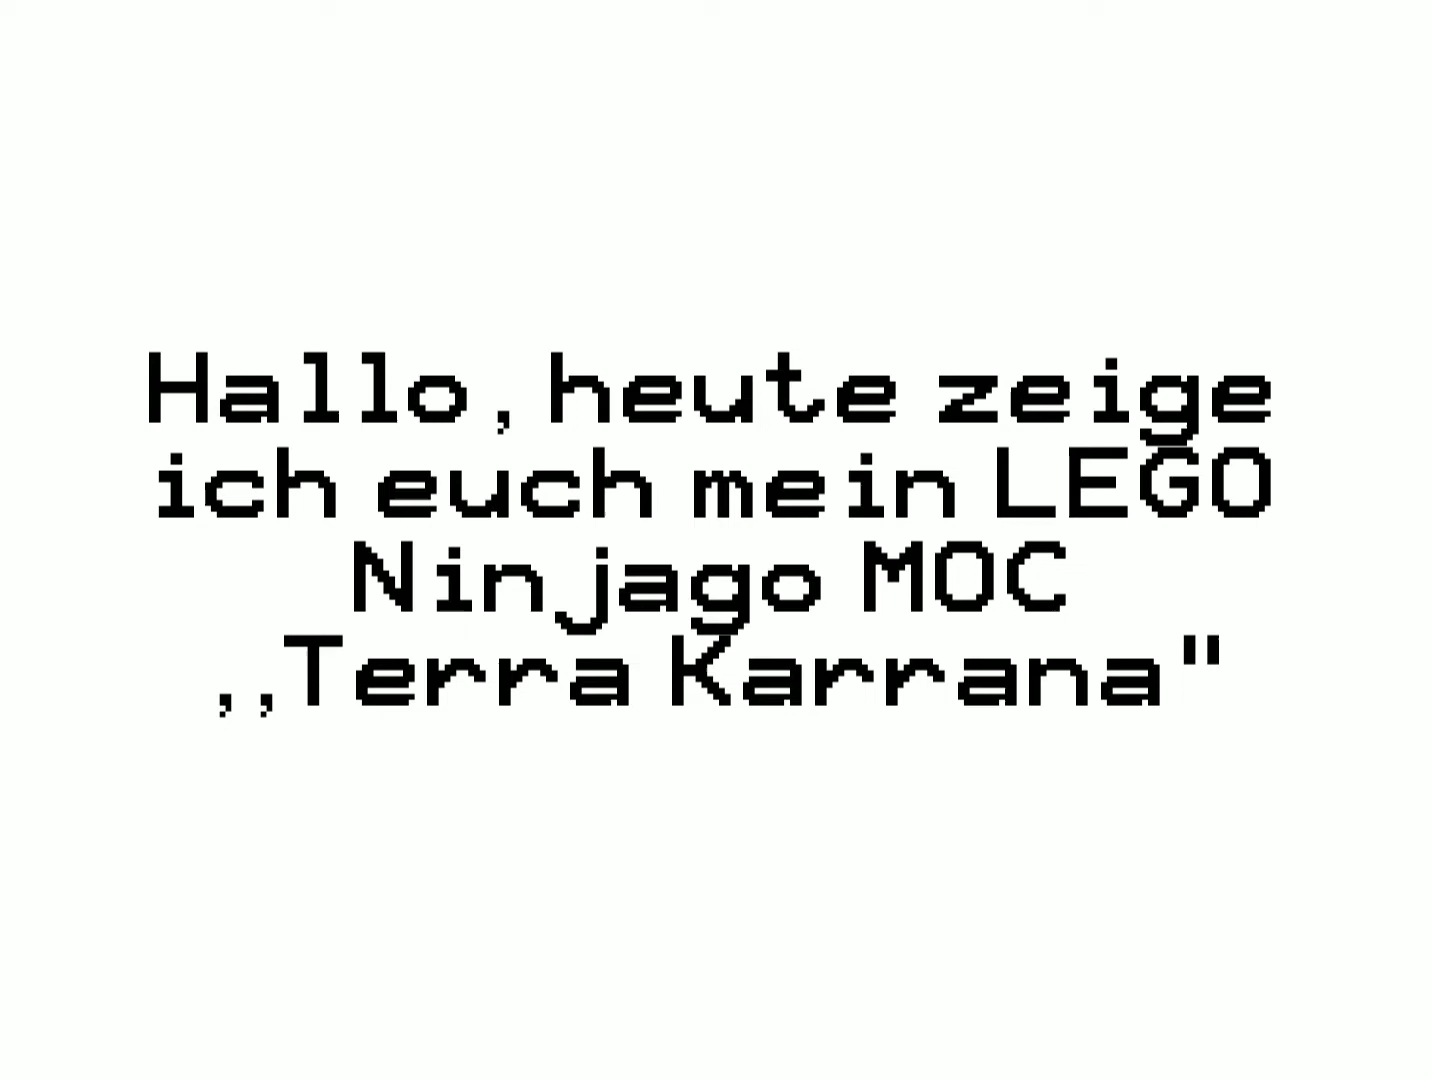 Hallo, heute zeige
ich euch mein LEGO
Ninjago MOC
,,Terra Karrana"